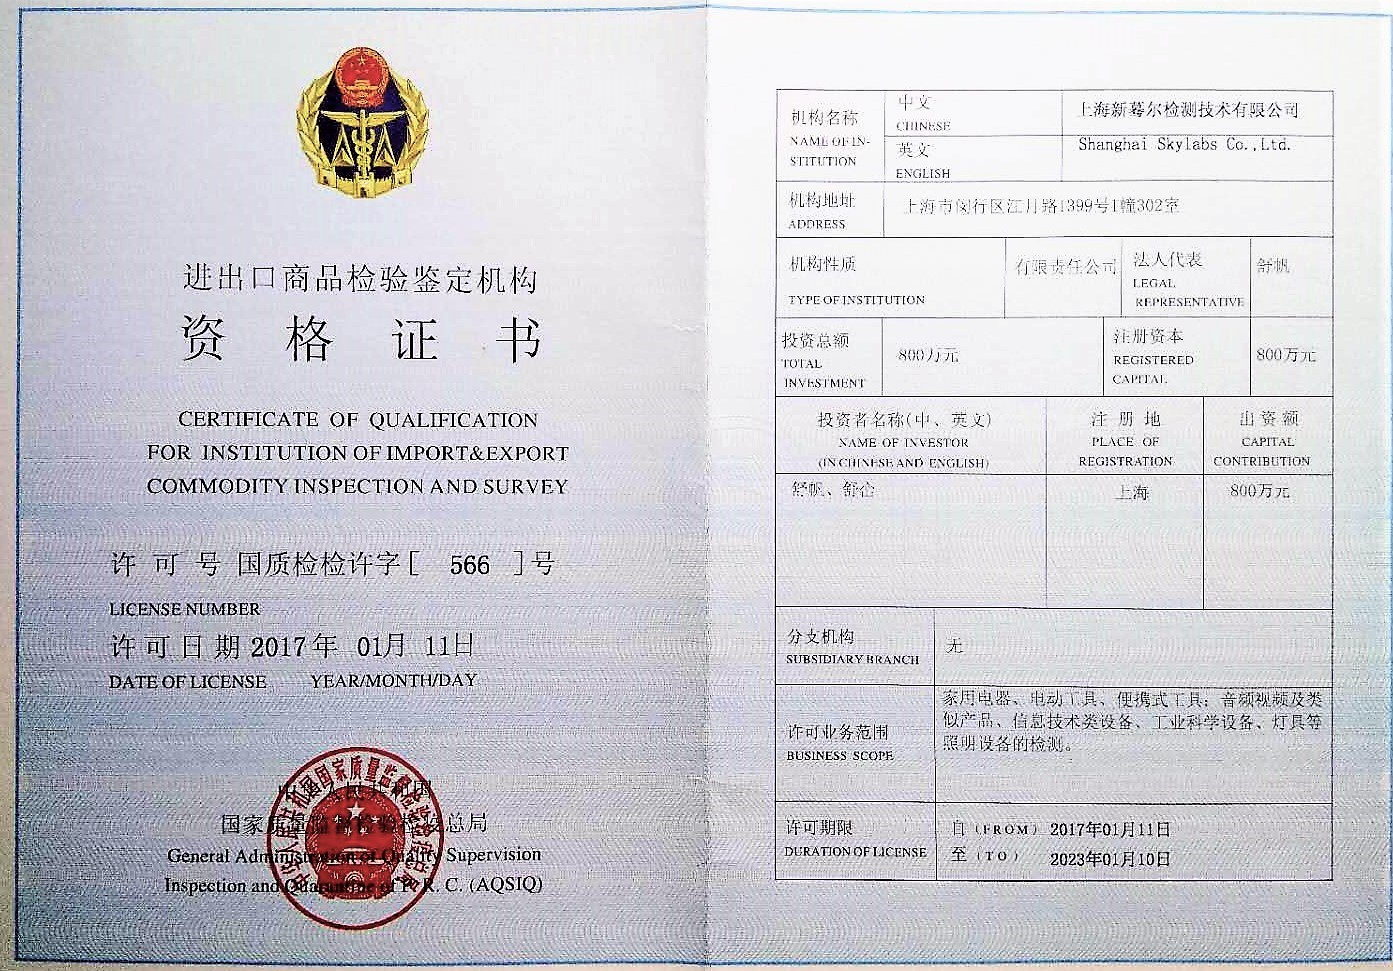 进出口商品检验鉴定机构
资格证书
CERTIFICATE OF QUALIFICATION
FOR INSTITUTION OF IMPORT&EXPORT
COMMODITY INSPECTION AND SURVEY
许可号 国质检检许字[ 566 ]号
LICENSE NUMBER
许可日期 2017年 01月 11日
DATE OF LICENSE YEAR/MONTH/DAY
中华人民共和国
国家质量监督检验检疫总局
General Administration of Quality Supervision
Inspection and Quarantine of P. R. C. (AQSIQ)
机构名称
NAME OF IN-
STITUTION
中文
CHINESE
上海新蓦尔检测技术有限公司
英文
ENGLISH
Shanghai Skylabs Co.,Ltd.
机构地址
ADDRESS
上海市闵行区江月路1399号1幢302室
机构性质
TYPE OF INSTITUTION
有限责任公司
法人代表
LEGAL
REPRESENTATIVE
舒帆
投资总额
TOTAL
INVESTMENT
800万元
注册资本
REGISTERED
CAPITAL
800万元
投资者名称(中、英文)
NAME OF INVESTOR
(IN CHINESE AND ENGLISH)
注册地
PLACE OF
REGISTRATION
出资额
CAPITAL
CONTRIBUTION
舒帆、舒
上海
800万元
分支机构
SUBSIDIARY BRANCH
无
许可业务范围
BUSINESS SCOPE
家用电器、电动工具、便携式工具；音频视频及类
似产品、信息技术类设备、工业科学设备、灯具等
照明设备的检测。
许可期限
DURATION OF LICENSE
自(FROM) 2017年01月11日
至(TO) 2023年01月10日